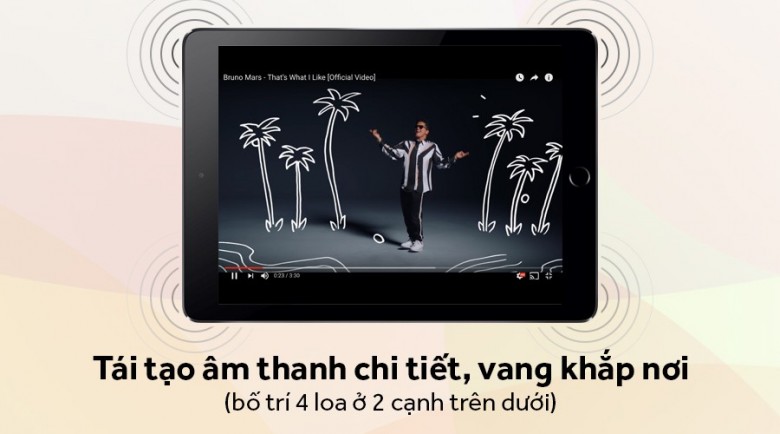 Bruno Mars - That's What I Like [Official Video]
0:23 / 3:30
Tái tạo âm thanh chi tiết, vang khắp nơi
(bố trí 4 loa ở 2 cạnh trên dưới)